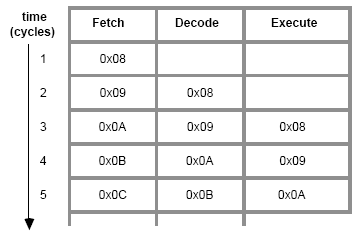 time
(cycles)
Fetch Decode Execute
1 0x08
2 0x09 0x08
3 0x0A 0x09 0x08
4 0x0B 0x0A 0x09
5 0x0C 0x0B 0x0A